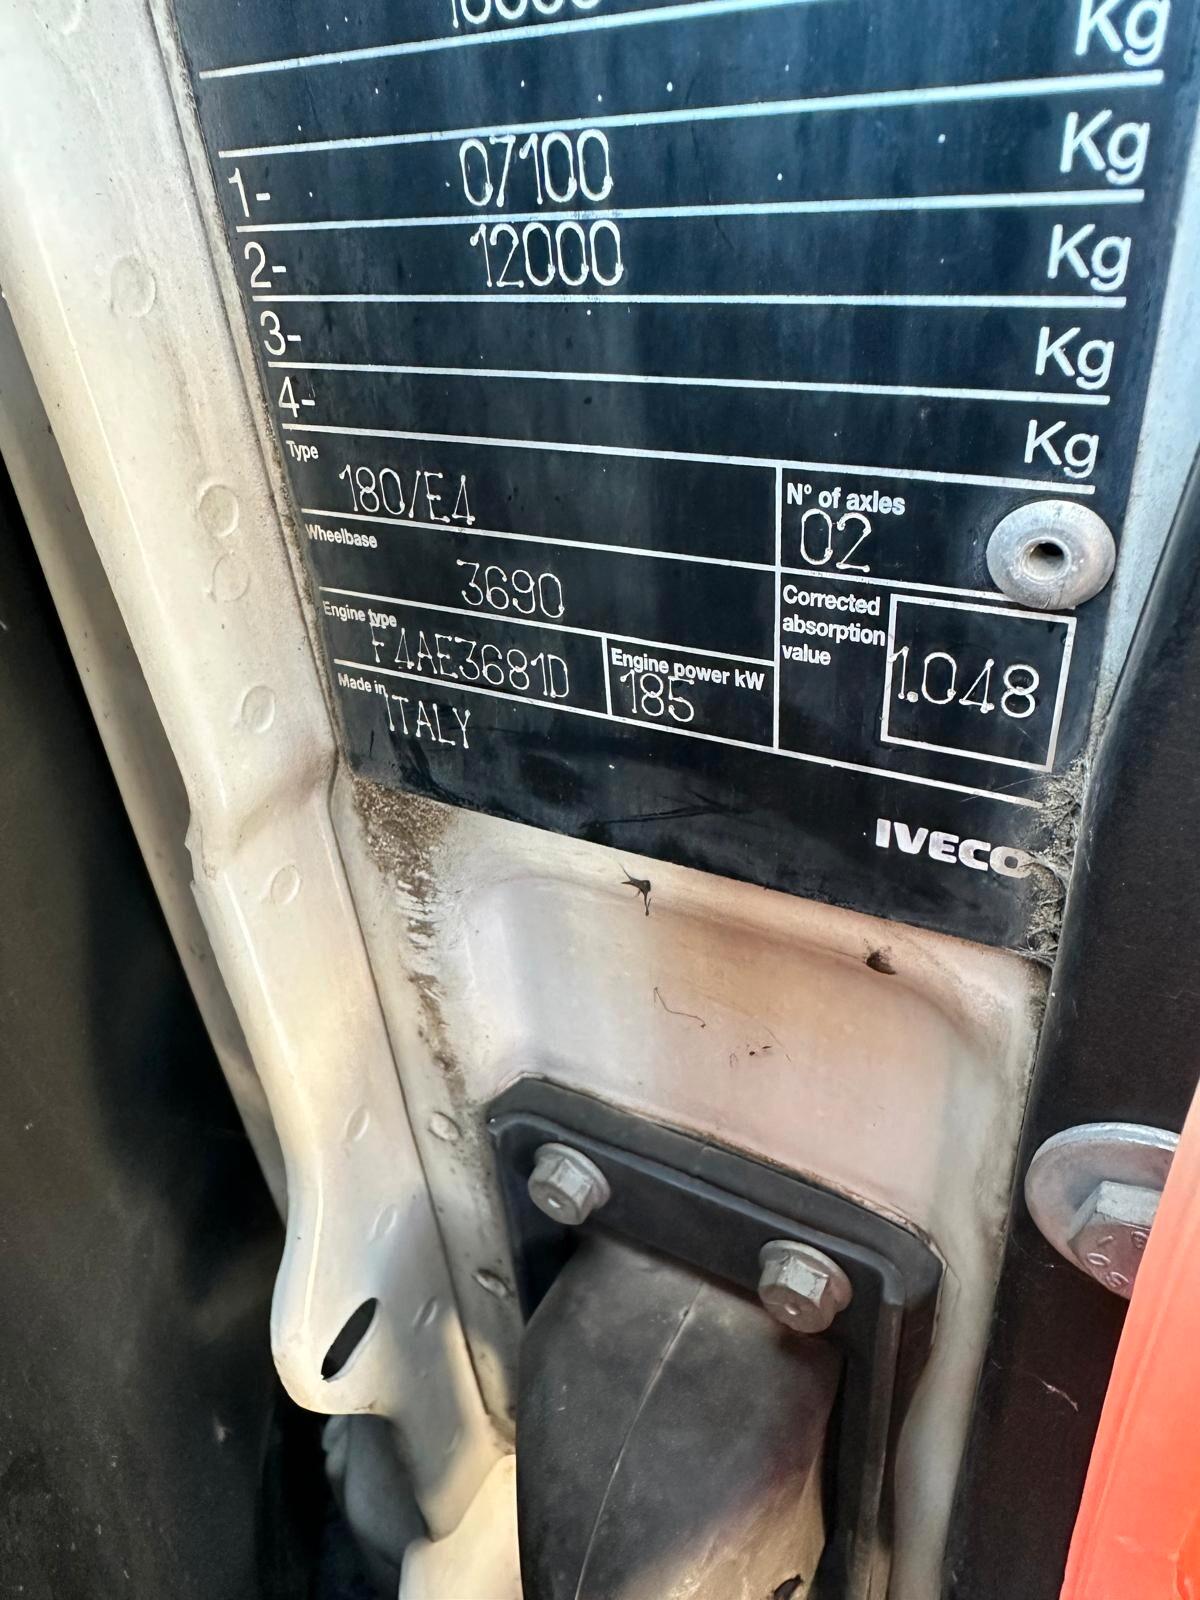 Kg
1- 07100 Kg
2- 12000 Kg
3- Kg
4- Kg
Type
180/E4
N° of axles
02
Wheelbase
3690
Engine type
F4AE3681D
Engine power kW
185
Corrected
absorption
value
1.048
Made in
ITALY
IVECO